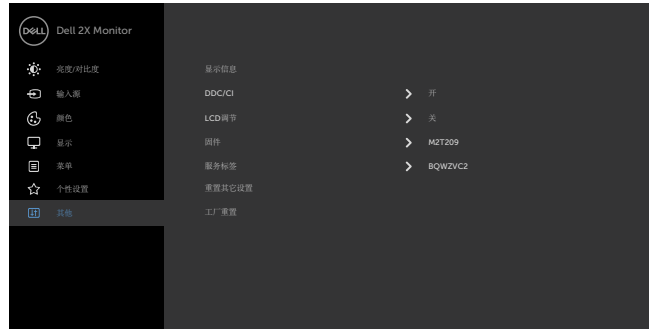 DELL
Dell 2X Monitor
亮度/对比度
输入源
颜色
显示
菜单
个性设置
其他
显示信息
DDC/CI 开
LCD调节 关
固件 M2T209
服务标签 BQWZVC2
重置其它设置
工厂重置